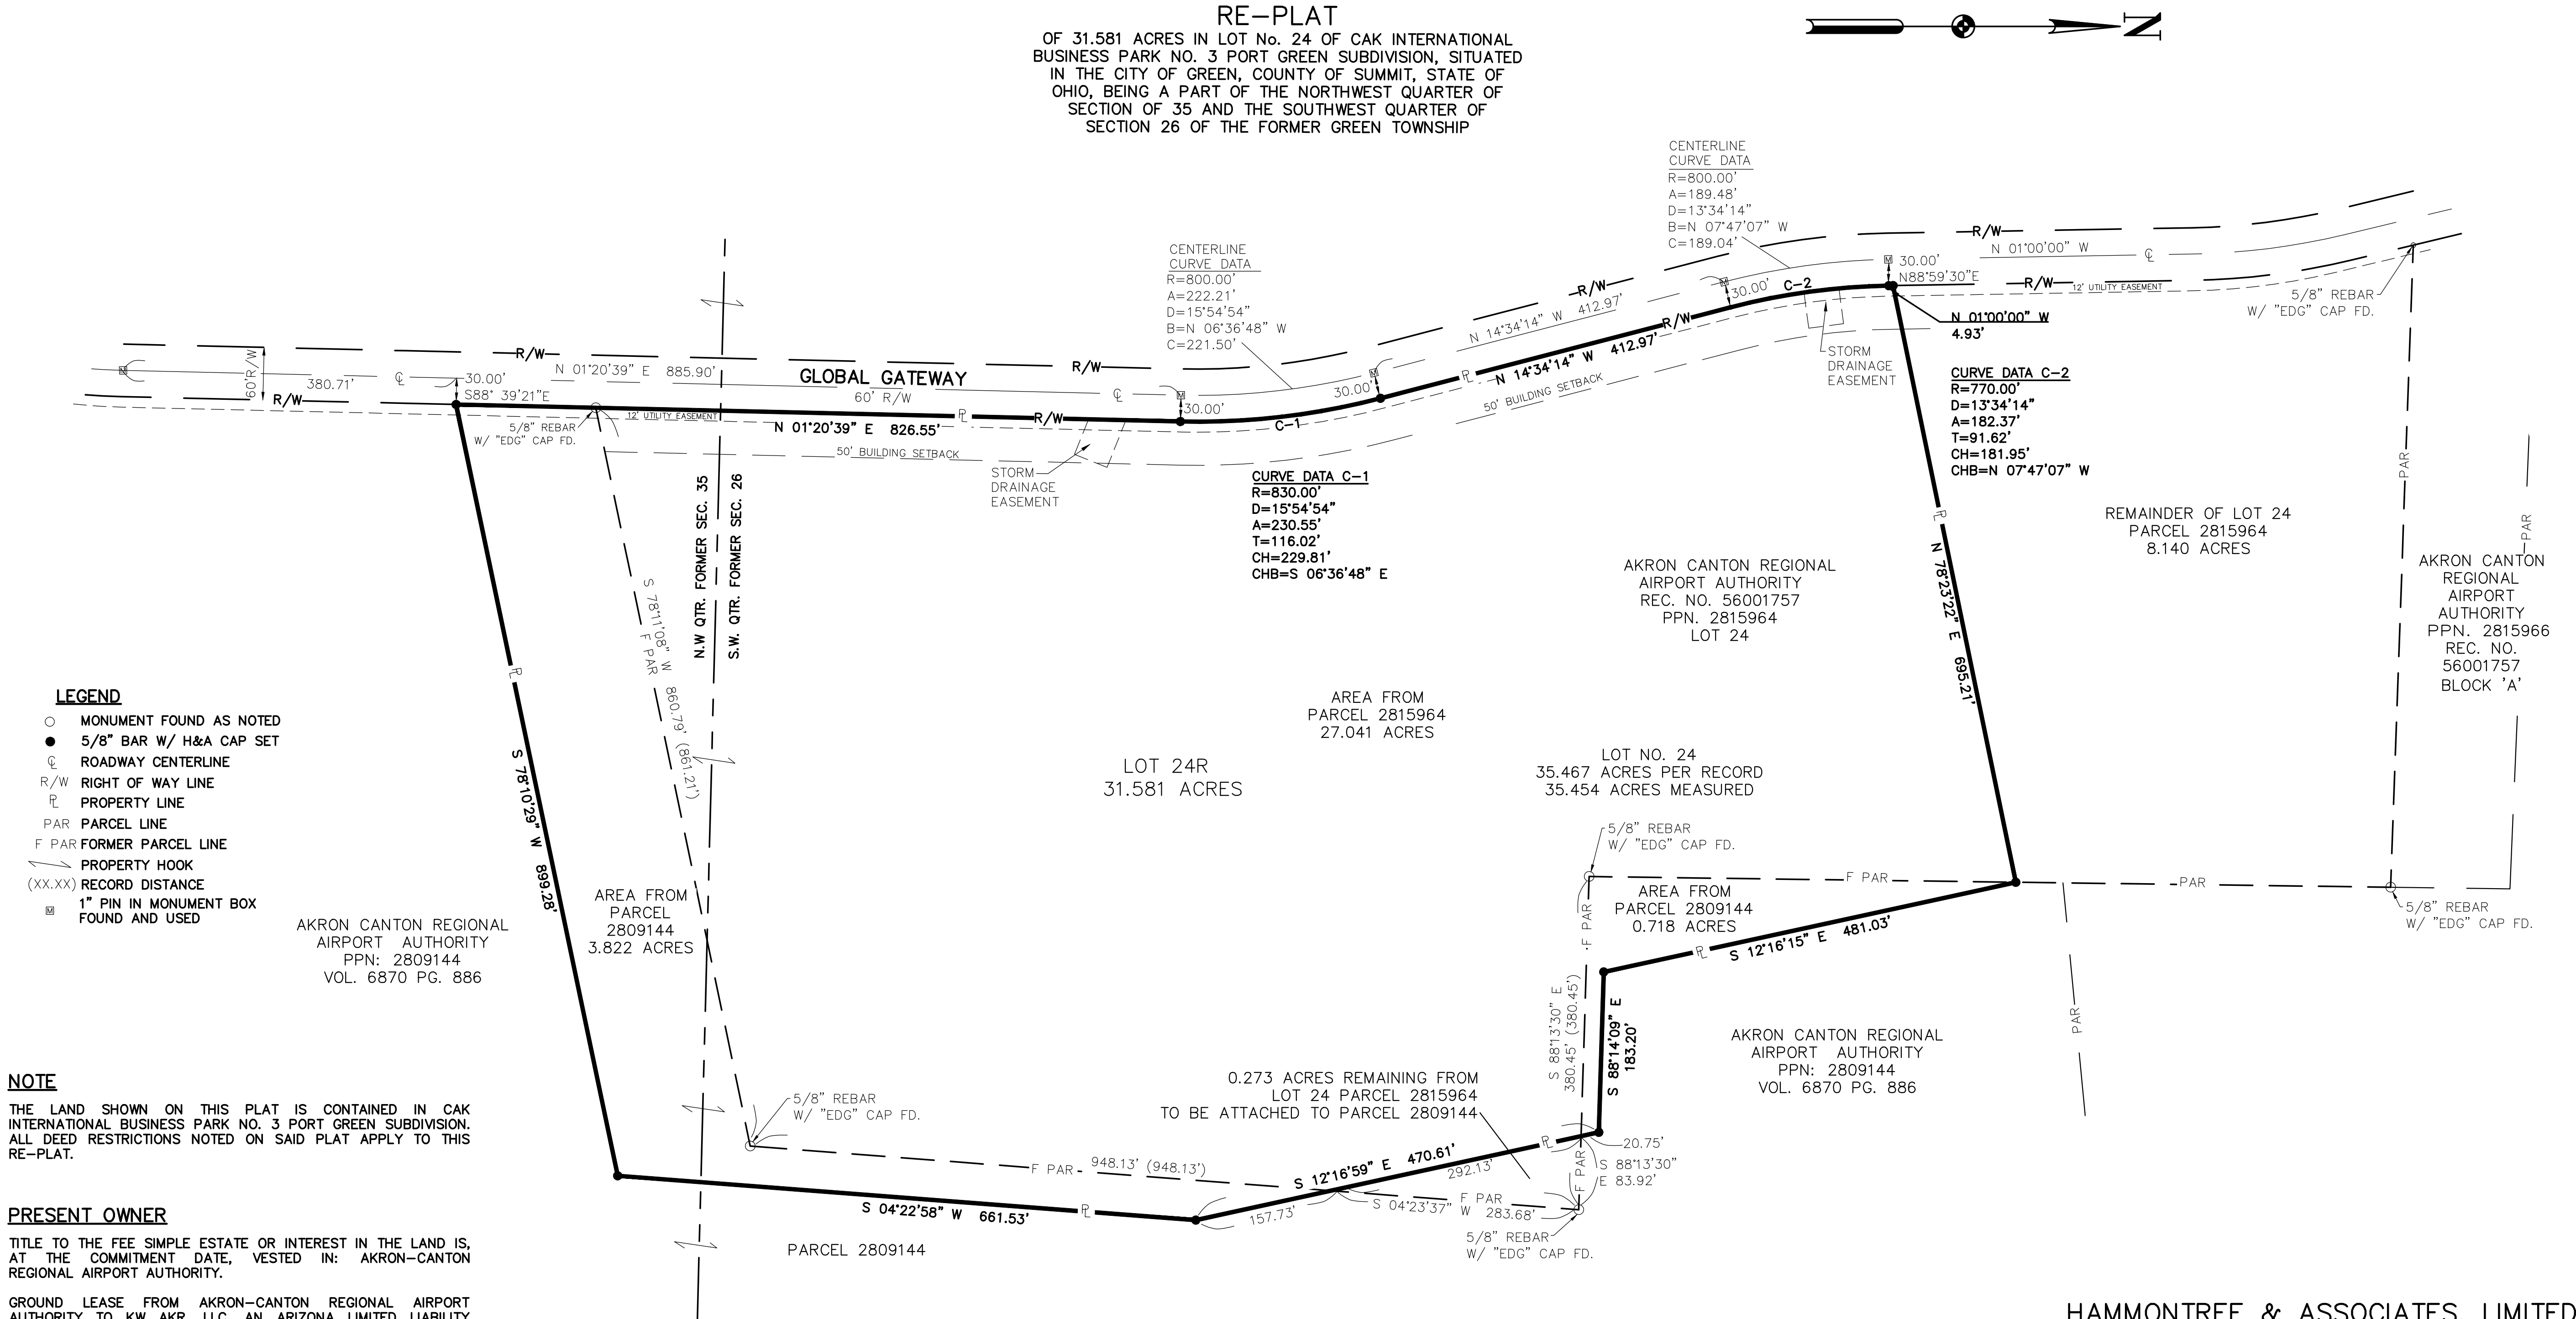 RE-PLAT
OF 31.581 ACRES IN LOT No. 24 OF CAK INTERNATIONAL
BUSINESS PARK NO. 3 PORT GREEN SUBDIVISION, SITUATED
IN THE CITY OF GREEN, COUNTY OF SUMMIT, STATE OF
OHIO, BEING A PART OF THE NORTHWEST QUARTER OF
SECTION OF 35 AND THE SOUTHWEST QUARTER OF
SECTION 26 OF THE FORMER GREEN TOWNSHIP
N
CENTERLINE
CURVE DATA
R=800.00'
A=189.48'
D=13°34'14"
B=N 07°47'07" W
C=189.04'
CENTERLINE
CURVE DATA
R=800.00'
A=222.21'
D=15°54'54"
B=N 06°36'48" W
C=221.50'
R/W
N 01°00'00" W
℄
30.00'
N88°59'30"E
R/W
12' UTILITY EASEMENT
5/8" REBAR
W/ "EDG" CAP FD.
N 01°00'00" W
4.93'
R/W
N 14°34'14" W 412.97'
30.00'
C-2
R/W
STORM
DRAINAGE
EASEMENT
N 14°34'14" W 412.97'
℄
P̲L
50' BUILDING SETBACK
60' R/W
380.71'
℄
R/W
R/W
30.00'
S88° 39'21"E
N 01°20'39" E 885.90'
GLOBAL GATEWAY
60' R/W
R/W
℄
30.00'
30.00'
12' UTILITY EASEMENT
5/8" REBAR
W/ "EDG" CAP FD.
N 01°20'39" E 826.55'
PL
R/W
C-1
50' BUILDING SETBACK
STORM
DRAINAGE
EASEMENT
CURVE DATA C-1
R=830.00'
D=15°54'54"
A=230.55'
T=116.02'
CH=229.81'
CHB=S 06°36'48" E
CURVE DATA C-2
R=770.00'
D=13°34'14"
A=182.37'
T=91.62'
CH=181.95'
CHB=N 07°47'07" W
N.W QTR. FORMER SEC. 35
S.W. QTR. FORMER SEC. 26
S 78°11'08" W 860.79' (861.21')
F PAR
PL
S 78°10'29" W 899.28'
AKRON CANTON REGIONAL
AIRPORT AUTHORITY
REC. NO. 56001757
PPN. 2815964
LOT 24
PL
N 78°23'22" E 695.21'
REMAINDER OF LOT 24
PARCEL 2815964
8.140 ACRES
PAR
PAR
AKRON CANTON
REGIONAL
AIRPORT
AUTHORITY
PPN. 2815966
REC. NO.
56001757
BLOCK 'A'
AREA FROM
PARCEL 2815964
27.041 ACRES
LOT 24R
31.581 ACRES
LOT NO. 24
35.467 ACRES PER RECORD
35.454 ACRES MEASURED
LEGEND
MONUMENT FOUND AS NOTED
5/8" BAR W/ H&A CAP SET
℄ ROADWAY CENTERLINE
R/W RIGHT OF WAY LINE
PL PROPERTY LINE
PAR PARCEL LINE
F PAR FORMER PARCEL LINE
PROPERTY HOOK
(XX.XX) RECORD DISTANCE
M 1" PIN IN MONUMENT BOX
FOUND AND USED
AREA FROM
PARCEL
2809144
3.822 ACRES
AKRON CANTON REGIONAL
AIRPORT AUTHORITY
PPN: 2809144
VOL. 6870 PG. 886
5/8" REBAR
W/ "EDG" CAP FD.
F PAR
PAR
AREA FROM
PARCEL 2809144
0.718 ACRES
F PAR
PL
S 12°16'15" E 481.03'
5/8" REBAR
W/ "EDG" CAP FD.
PAR
S 88°13'30" E
380.45' (380.45')
S 88°14'09" E
183.20'
AKRON CANTON REGIONAL
AIRPORT AUTHORITY
PPN: 2809144
VOL. 6870 PG. 886
0.273 ACRES REMAINING FROM
LOT 24 PARCEL 2815964
TO BE ATTACHED TO PARCEL 2809144
5/8" REBAR
W/ "EDG" CAP FD.
F PAR
948.13' (948.13')
S 12°16'59" E 470.61'
PL
292.13'
20.75'
F PAR
S 88°13'30"
E 83.92'
157.73'
F PAR
S 04°23'37" W 283.68'
5/8" REBAR
W/ "EDG" CAP FD.
S 04°22'58" W 661.53'
PL
PARCEL 2809144
NOTE
THE LAND SHOWN ON THIS PLAT IS CONTAINED IN CAK
INTERNATIONAL BUSINESS PARK NO. 3 PORT GREEN SUBDIVISION.
ALL DEED RESTRICTIONS NOTED ON SAID PLAT APPLY TO THIS
RE-PLAT.
PRESENT OWNER
TITLE TO THE FEE SIMPLE ESTATE OR INTEREST IN THE LAND IS,
AT THE COMMITMENT DATE, VESTED IN: AKRON-CANTON
REGIONAL AIRPORT AUTHORITY.
GROUND LEASE FROM AKRON-CANTON REGIONAL AIRPORT
AUTHORITY TO KW AKR, LLC, AN ARIZONA LIMITED LIABILITY
HAMMONTREE & ASSOCIATES, LIMITED